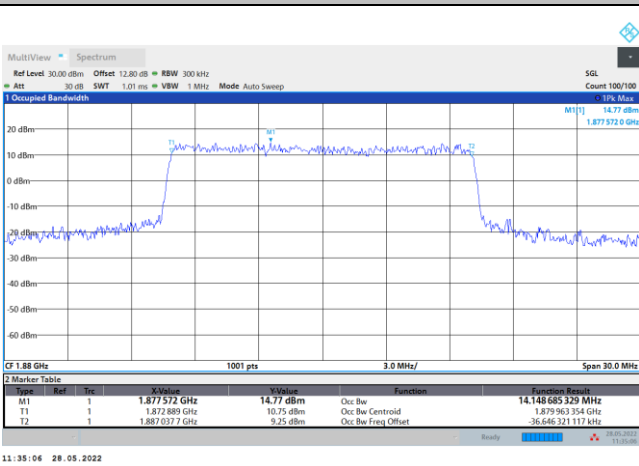 MultiView Spectrum
Ref Level 30.00 dBm Offset 12.80 dB RBW 300 kHz SGL
Att 30 dB SWT 1.01 ms VBW 1 MHz Mode Auto Sweep Count 100/100
1 Occupied Bandwidth 1Pk Max
M1[1] 14.77 dBm
1.877 572 0 GHz
20 dBm
M1
T1
T2
10 dBm
0 dBm
-10 dBm
-20 dBm
-30 dBm
-40 dBm
-50 dBm
-60 dBm
CF 1.88 GHz 1001 pts 3.0 MHz/ Span 30.0 MHz
2 Marker Table
Type Ref Trc X-Value Y-Value Function Function Result
M1 1 1.877 572 GHz 14.77 dBm Occ Bw 14.148 685 329 MHz
T1 1 1.872 889 GHz 10.75 dBm Occ Bw Centroid 1.879 963 354 GHz
T2 1 1.887 037 7 GHz 9.25 dBm Occ Bw Freq Offset -36.646 321 117 kHz
Ready 28.05.2022
11:35:06
11:35:06 28.05.2022